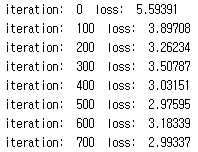 iteration: 0 loss: 5.59391
iteration: 100 loss: 3.89708
iteration: 200 loss: 3.26234
iteration: 300 loss: 3.50787
iteration: 400 loss: 3.03151
iteration: 500 loss: 2.97595
iteration: 600 loss: 3.18339
iteration: 700 loss: 2.99337